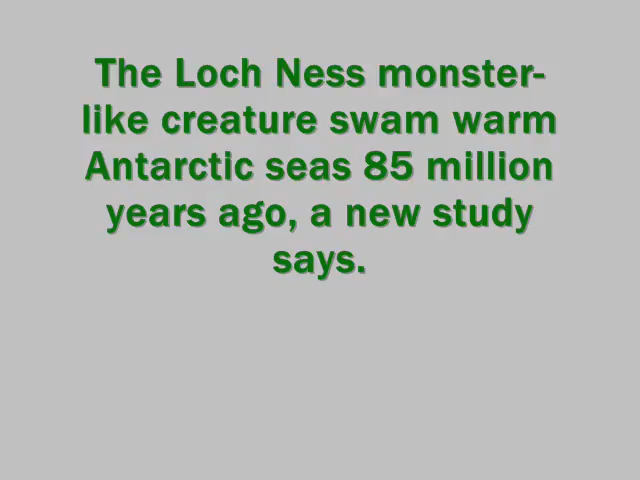 The Loch Ness monster-
like creature swam warm
Antarctic seas 85 million
years ago, a new study
says.